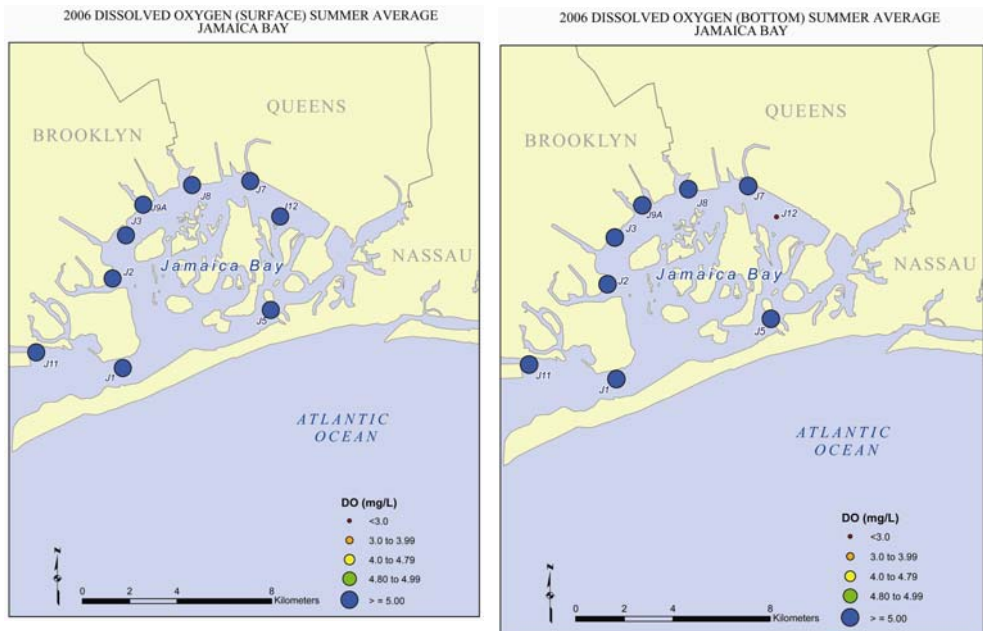 2006 DISSOLVED OXYGEN (SURFACE) SUMMER AVERAGE
JAMAICA BAY
QUEENS
BROOKLYN
NASSAU
J7
J8
J9A
J12
J3
Jamaica Bay
J2
J5
J11
J1
ATLANTIC
OCEAN
DO (mg/L)
<3.0
3.0 to 3.99
4.0 to 4.79
4.80 to 4.99
> = 5.00
N
0 2 4 8
Kilometers
2006 DISSOLVED OXYGEN (BOTTOM) SUMMER AVERAGE
JAMAICA BAY
QUEENS
BROOKLYN
NASSAU
J7
J8
J9A
J12
J3
Jamaica Bay
J2
J5
J11
J1
ATLANTIC
OCEAN
DO (mg/L)
<3.0
3.0 to 3.99
4.0 to 4.79
4.80 to 4.99
> = 5.00
N
0 2 4 8
Kilometers